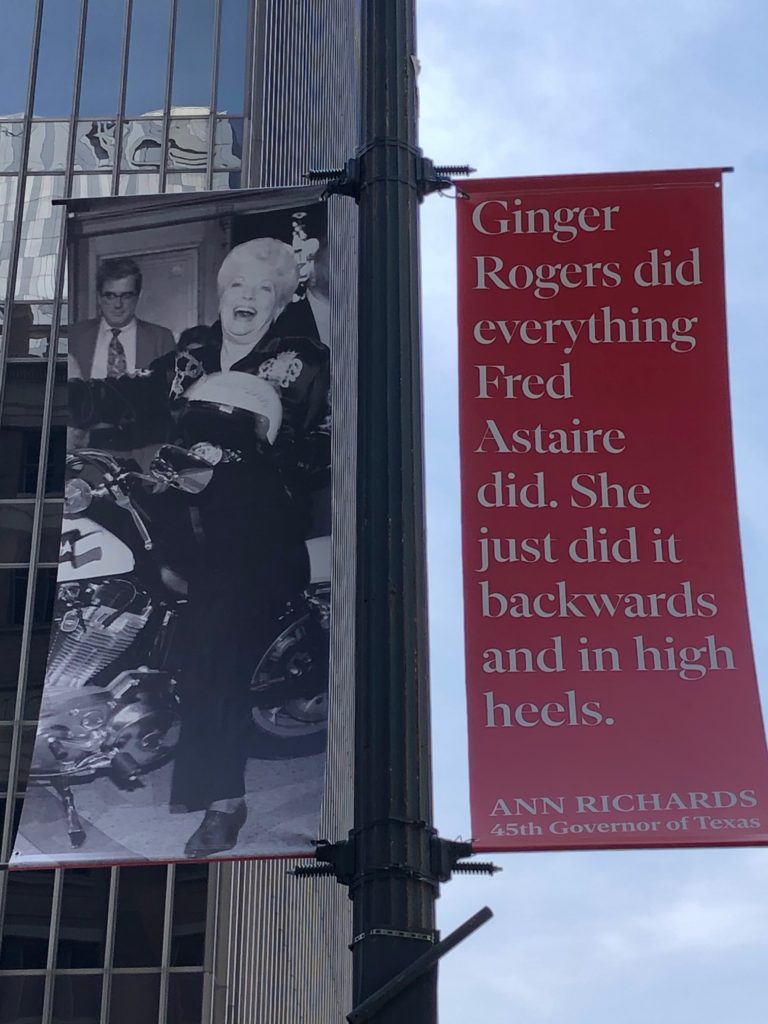 Ginger
Rogers did
everything
Fred
Astaire
did. She
just did it
backwards
and in high
heels.
ANN RICHARDS
45th Governor of Texas